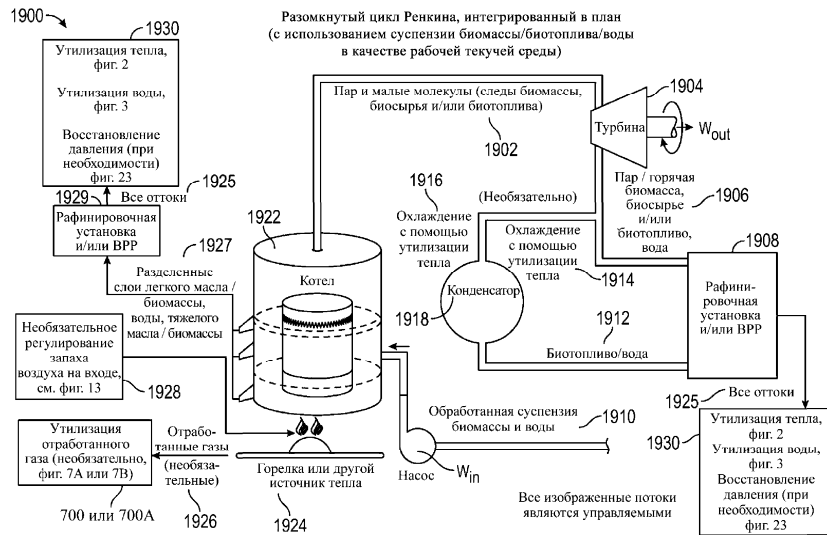 1900
1930
Разомкнутый цикл Ренкина, интегрированный в план
(с использованием суспензии биомассы/биотоплива/воды
в качестве рабочей текучей среды)
Утилизация тепла,
фиг. 2
Утилизация воды,
фиг. 3
Восстановление
давления (при
необходимости)
фиг. 23
Пар и малые молекулы (следы биомассы,
биосырья и/или биотоплива)
1902
1904
Турбина
Wout
Пар / горячая
биомасса,
биосырье
и/или
биотопливо,
вода
1906
1925
Все оттоки
1929
Рафинировочная
установка
и/или ВРР
1927
Разделенные
слои легкого масла /
биомассы,
воды, тяжелого
масла / биомассы
1922
Котел
1916
(Необязательно)
Охлаждение
с помощью
утилизации
тепла
Охлаждение
с помощью
утилизации
тепла
1914
1908
Рафини-
ровочная
установка
и/или ВРР
Конденсатор
1918
1912
Биотопливо/вода
Необязательное
регулирование
запаха
воздуха на входе,
см. фиг. 13
1928
Утилизация
отработанного
газа (необязательно,
фиг. 7А или 7В)
700 или 700А
Отрабо-
танные газы
(необяза-
тельные)
1926
Горелка или другой
источник тепла
1924
Обработанная суспензия
биомассы и воды
1910
Насос
Win
1925
Все оттоки
1930
Утилизация тепла,
фиг. 2
Утилизация воды,
фиг. 3
Восстановление
давления (при
необходимости)
фиг. 23
Все изображенные потоки
являются управляемыми